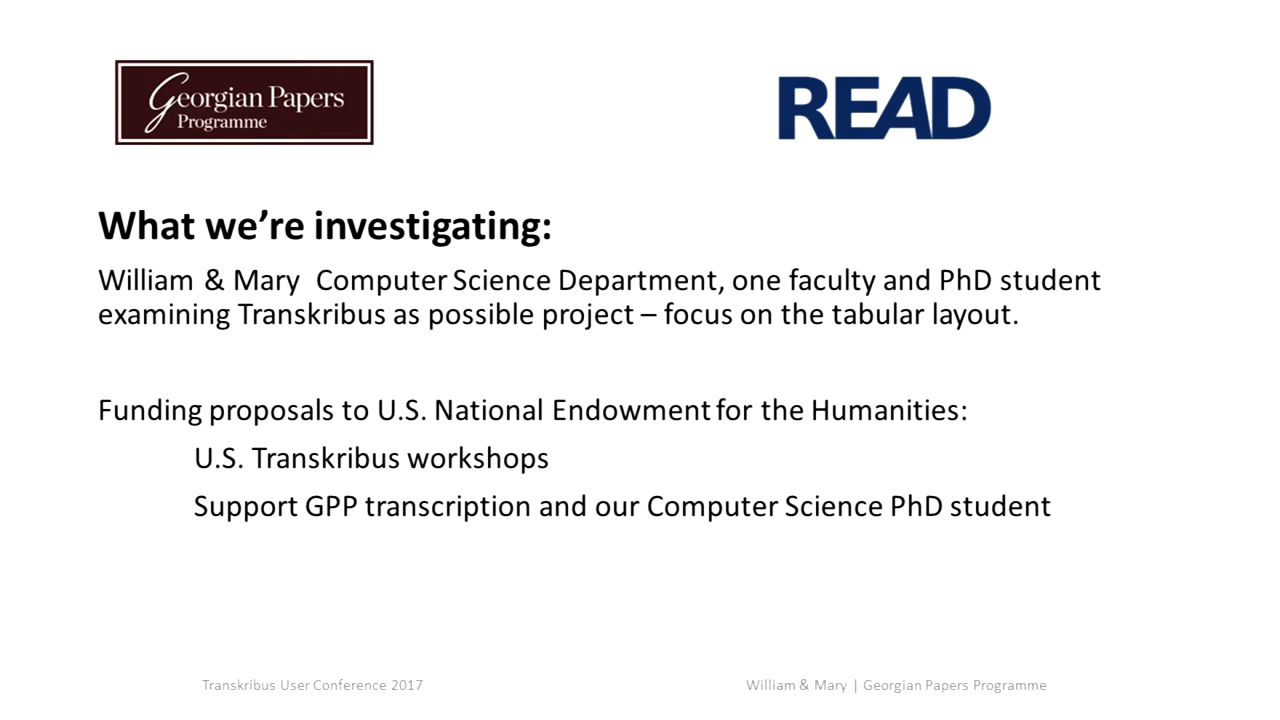 Georgian Papers
Programme
READ
What we’re investigating:
William & Mary Computer Science Department, one faculty and PhD student
examining Transkribus as possible project – focus on the tabular layout.
Funding proposals to U.S. National Endowment for the Humanities:
U.S. Transkribus workshops
Support GPP transcription and our Computer Science PhD student
Transkribus User Conference 2017
William & Mary | Georgian Papers Programme